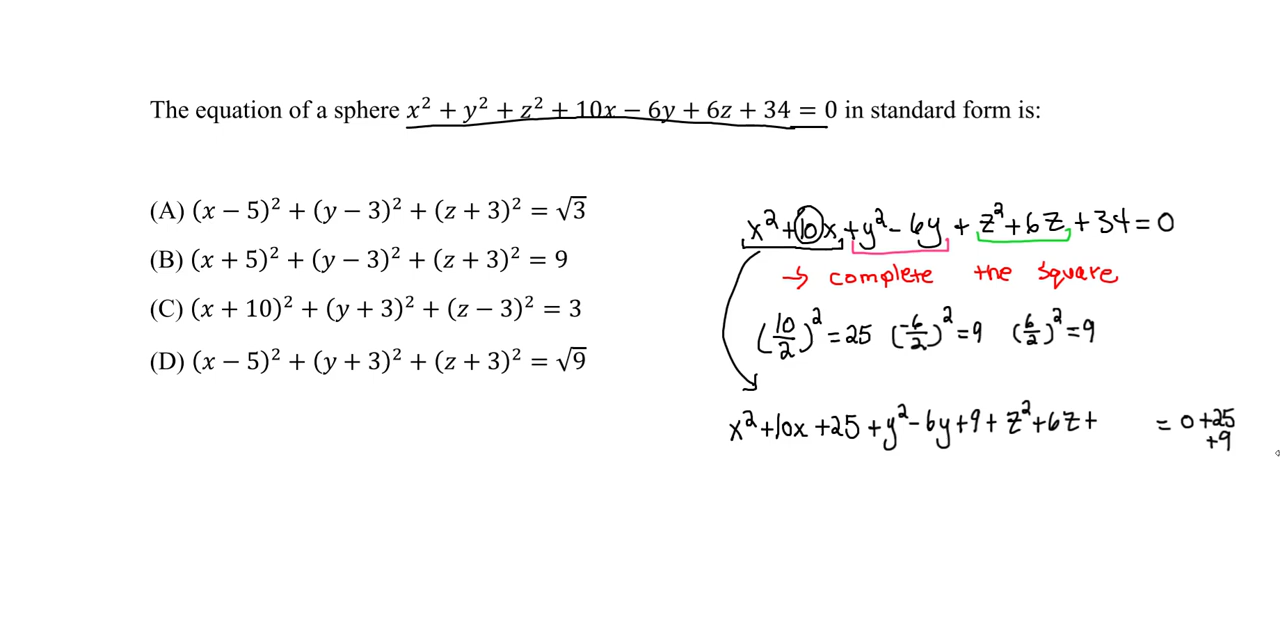 The equation of a sphere x² + y² + z² + 10x − 6y + 6z + 34 = 0 in standard form is:
(A) (x − 5)² + (y − 3)² + (z + 3)² = √3
(B) (x + 5)² + (y − 3)² + (z + 3)² = 9
(C) (x + 10)² + (y + 3)² + (z − 3)² = 3
(D) (x − 5)² + (y + 3)² + (z + 3)² = √9
x² + 10x + y² − 6y + z² + 6z + 34 = 0
→ complete the square
(10/2)² = 25 (−6/2)² = 9 (6/2)² = 9
x² + 10x + 25 + y² − 6y + 9 + z² + 6z + = 0 + 25
+9